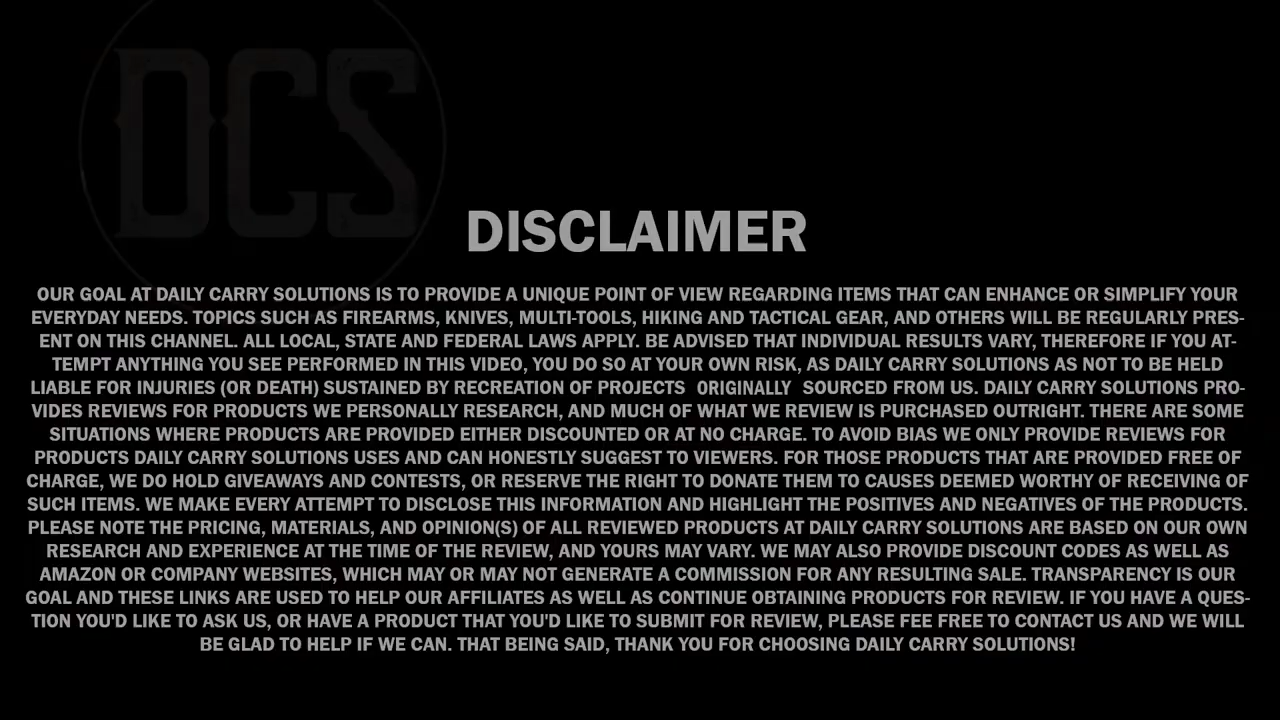 DCS
DISCLAIMER
OUR GOAL AT DAILY CARRY SOLUTIONS IS TO PROVIDE A UNIQUE POINT OF VIEW REGARDING ITEMS THAT CAN ENHANCE OR SIMPLIFY YOUR
EVERYDAY NEEDS. TOPICS SUCH AS FIREARMS, KNIVES, MULTI-TOOLS, HIKING AND TACTICAL GEAR, AND OTHERS WILL BE REGULARLY PRES-
ENT ON THIS CHANNEL. ALL LOCAL, STATE AND FEDERAL LAWS APPLY. BE ADVISED THAT INDIVIDUAL RESULTS VARY, THEREFORE IF YOU AT-
TEMPT ANYTHING YOU SEE PERFORMED IN THIS VIDEO, YOU DO SO AT YOUR OWN RISK, AS DAILY CARRY SOLUTIONS AS NOT TO BE HELD
LIABLE FOR INJURIES (OR DEATH) SUSTAINED BY RECREATION OF PROJECTS ORIGINALLY SOURCED FROM US. DAILY CARRY SOLUTIONS PRO-
VIDES REVIEWS FOR PRODUCTS WE PERSONALLY RESEARCH, AND MUCH OF WHAT WE REVIEW IS PURCHASED OUTRIGHT. THERE ARE SOME
SITUATIONS WHERE PRODUCTS ARE PROVIDED EITHER DISCOUNTED OR AT NO CHARGE. TO AVOID BIAS WE ONLY PROVIDE REVIEWS FOR
PRODUCTS DAILY CARRY SOLUTIONS USES AND CAN HONESTLY SUGGEST TO VIEWERS. FOR THOSE PRODUCTS THAT ARE PROVIDED FREE OF
CHARGE, WE DO HOLD GIVEAWAYS AND CONTESTS, OR RESERVE THE RIGHT TO DONATE THEM TO CAUSES DEEMED WORTHY OF RECEIVING OF
SUCH ITEMS. WE MAKE EVERY ATTEMPT TO DISCLOSE THIS INFORMATION AND HIGHLIGHT THE POSITIVES AND NEGATIVES OF THE PRODUCTS.
PLEASE NOTE THE PRICING, MATERIALS, AND OPINION(S) OF ALL REVIEWED PRODUCTS AT DAILY CARRY SOLUTIONS ARE BASED ON OUR OWN
RESEARCH AND EXPERIENCE AT THE TIME OF THE REVIEW, AND YOURS MAY VARY. WE MAY ALSO PROVIDE DISCOUNT CODES AS WELL AS
AMAZON OR COMPANY WEBSITES, WHICH MAY OR MAY NOT GENERATE A COMMISSION FOR ANY RESULTING SALE. TRANSPARENCY IS OUR
GOAL AND THESE LINKS ARE USED TO HELP OUR AFFILIATES AS WELL AS CONTINUE OBTAINING PRODUCTS FOR REVIEW. IF YOU HAVE A QUES-
TION YOU'D LIKE TO ASK US, OR HAVE A PRODUCT THAT YOU'D LIKE TO SUBMIT FOR REVIEW, PLEASE FEE FREE TO CONTACT US AND WE WILL
BE GLAD TO HELP IF WE CAN. THAT BEING SAID, THANK YOU FOR CHOOSING DAILY CARRY SOLUTIONS!